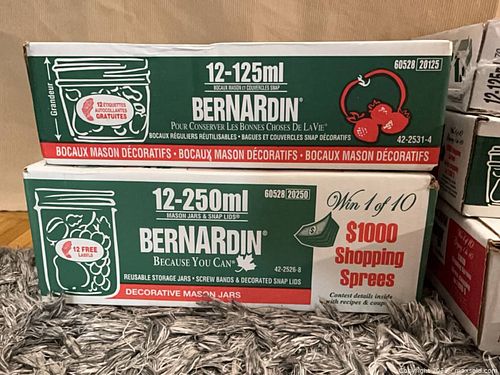 Grandeur
12 ÉTIQUETTES
AUTOCOLLANTES
GRATUITES
12-125ml
BOCAUX MASON ET COUVERCLES SNAP
BERNARDIN®
POUR CONSERVER LES BONNES CHOSES DE LA VIE
BOCAUX RÉGULIERS RÉUTILISABLES • BAGUES ET COUVERCLES SNAP DÉCORATIFS
BOCAUX MASON DÉCORATIFS • BOCAUX MASON DÉCORATIFS • BOCAUX MASON DÉCORATIFS
60528 20125
42-2531-4
12 FREE
LABELS
12-250ml
MASON JARS & SNAP LIDS®
60528 20250
BERNARDIN®
BECAUSE YOU CAN
42-2526-8
REUSABLE STORAGE JARS • SCREW BANDS & DECORATED SNAP LIDS
DECORATIVE MASON JARS
Win 1 of 10
$1000
Shopping
Sprees
Contest details inside
with recipes &